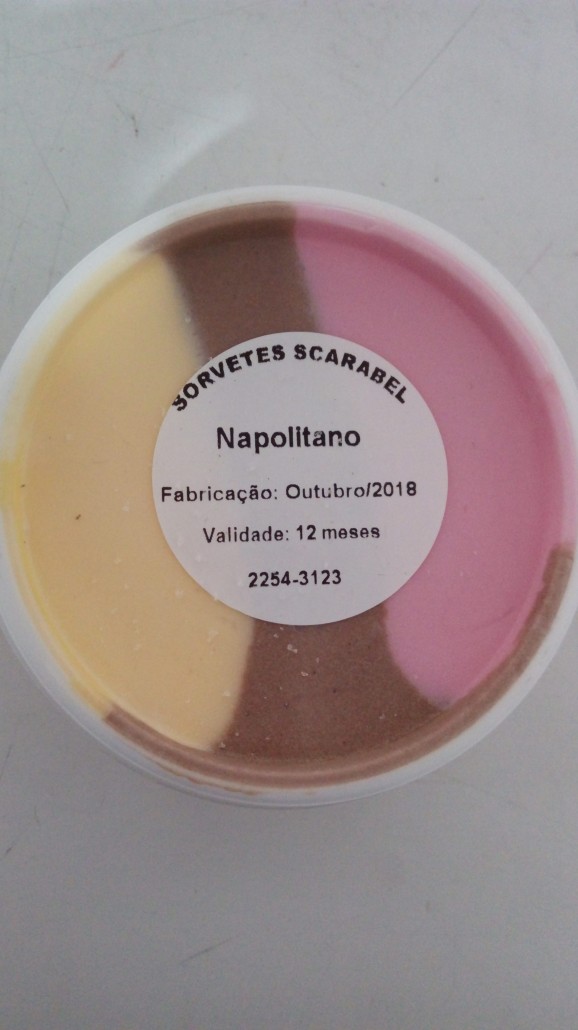 SORVETES SCARABEL
Napolitano
Fabricação: Outubro/2018
Validade: 12 meses
2254-3123